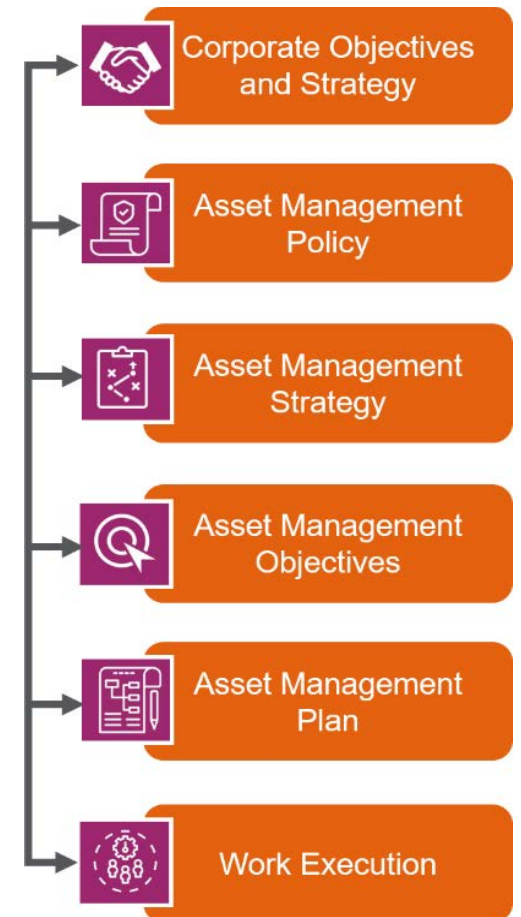 Corporate Objectives
and Strategy
Asset Management
Policy
Asset Management
Strategy
Asset Management
Objectives
Asset Management
Plan
Work Execution